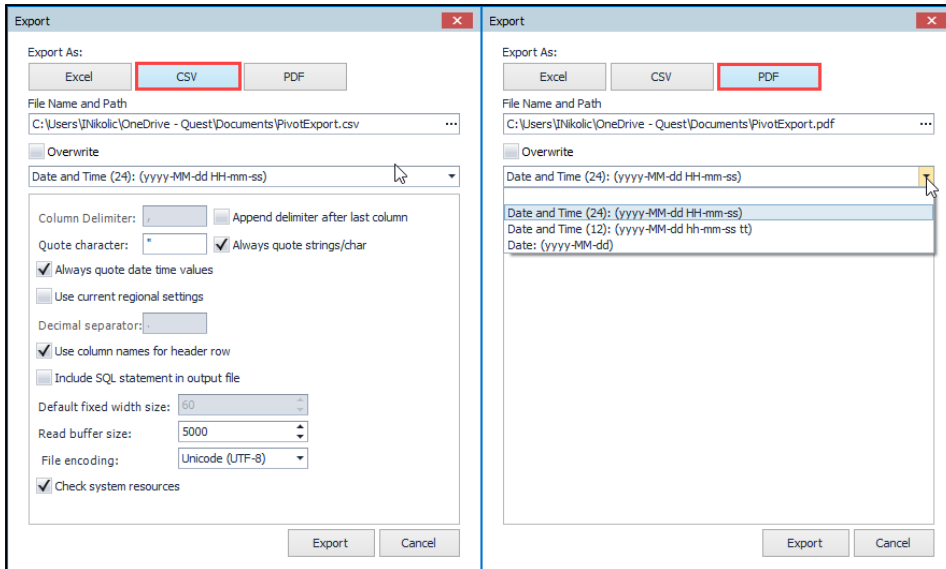 Export
Export As:
Excel CSV PDF
File Name and Path
C:\Users\INikolic\OneDrive - Quest\Documents\PivotExport.csv ...
Overwrite
Date and Time (24): (yyyy-MM-dd HH-mm-ss)
Column Delimiter: , Append delimiter after last column
Quote character: " Always quote strings/char
Always quote date time values
Use current regional settings
Decimal separator: .
Use column names for header row
Include SQL statement in output file
Default fixed width size: 60
Read buffer size: 5000
File encoding: Unicode (UTF-8)
Check system resources
Export Cancel
Export
Export As:
Excel CSV PDF
File Name and Path
C:\Users\INikolic\OneDrive - Quest\Documents\PivotExport.pdf ...
Overwrite
Date and Time (24): (yyyy-MM-dd HH-mm-ss)
Date and Time (24): (yyyy-MM-dd HH-mm-ss)
Date and Time (12): (yyyy-MM-dd hh-mm-ss tt)
Date: (yyyy-MM-dd)
Export Cancel